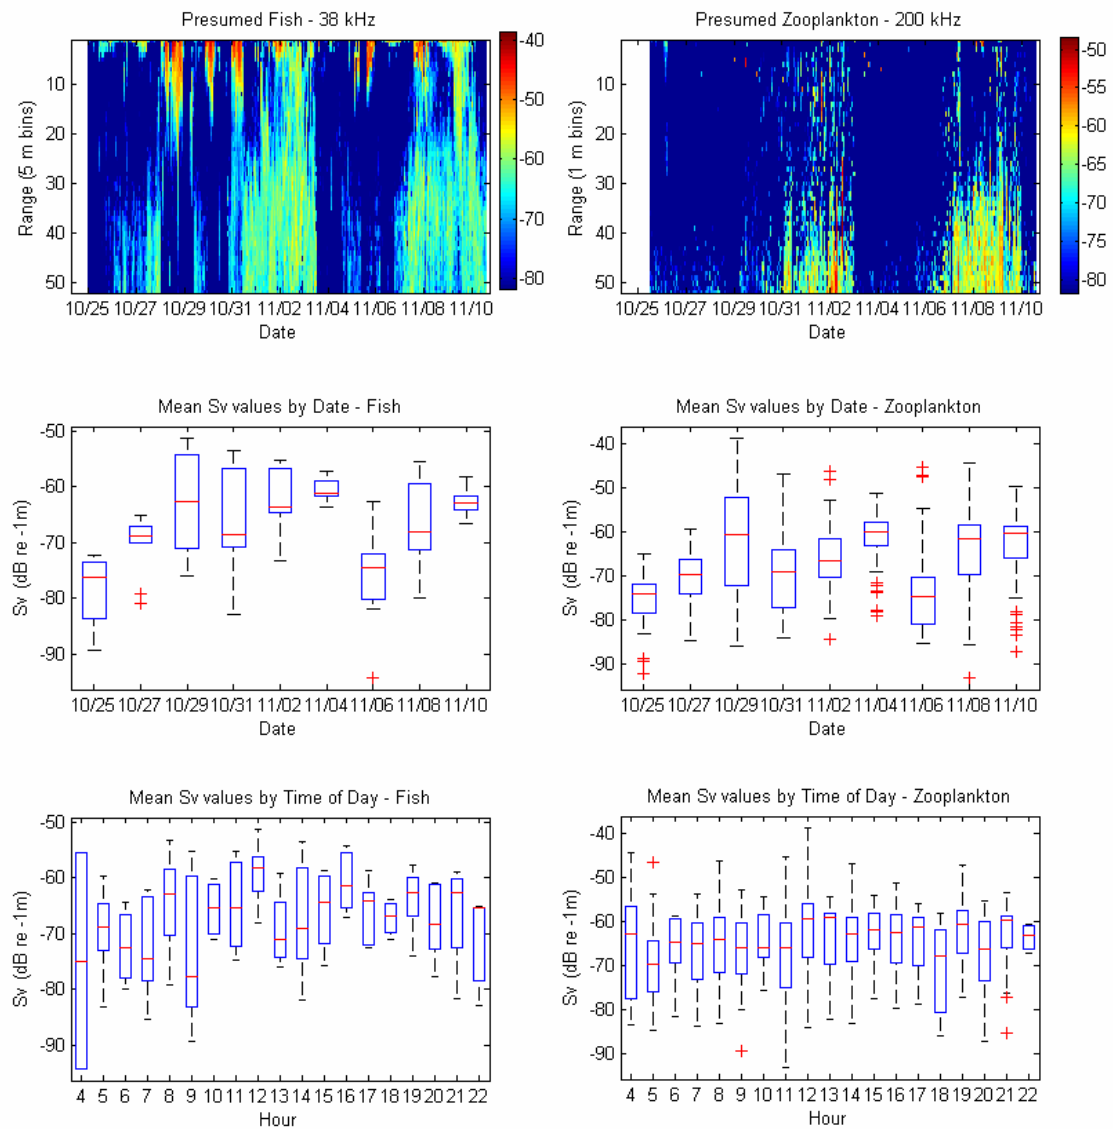 Presumed Fish - 38 kHz
Range (5 m bins)
10
20
30
40
50
10/25 10/27 10/29 10/31 11/02 11/04 11/06 11/08 11/10
Date
-40
-50
-60
-70
-80
Presumed Zooplankton - 200 kHz
Range (1 m bins)
10
20
30
40
50
10/25 10/27 10/29 10/31 11/02 11/04 11/06 11/08 11/10
Date
-50
-55
-60
-65
-70
-75
-80
Mean Sv values by Date - Fish
Sv (dB re -1m)
-50
-60
-70
-80
-90
10/25 10/27 10/29 10/31 11/02 11/04 11/06 11/08 11/10
Date
Mean Sv values by Date - Zooplankton
Sv (dB re -1m)
-40
-50
-60
-70
-80
-90
10/25 10/27 10/29 10/31 11/02 11/04 11/06 11/08 11/10
Date
Mean Sv values by Time of Day - Fish
Sv (dB re -1m)
-50
-60
-70
-80
-90
4 5 6 7 8 9 10 11 12 13 14 15 16 17 18 19 20 21 22
Hour
Mean Sv values by Time of Day - Zooplankton
Sv (dB re -1m)
-40
-50
-60
-70
-80
-90
4 5 6 7 8 9 10 11 12 13 14 15 16 17 18 19 20 21 22
Hour